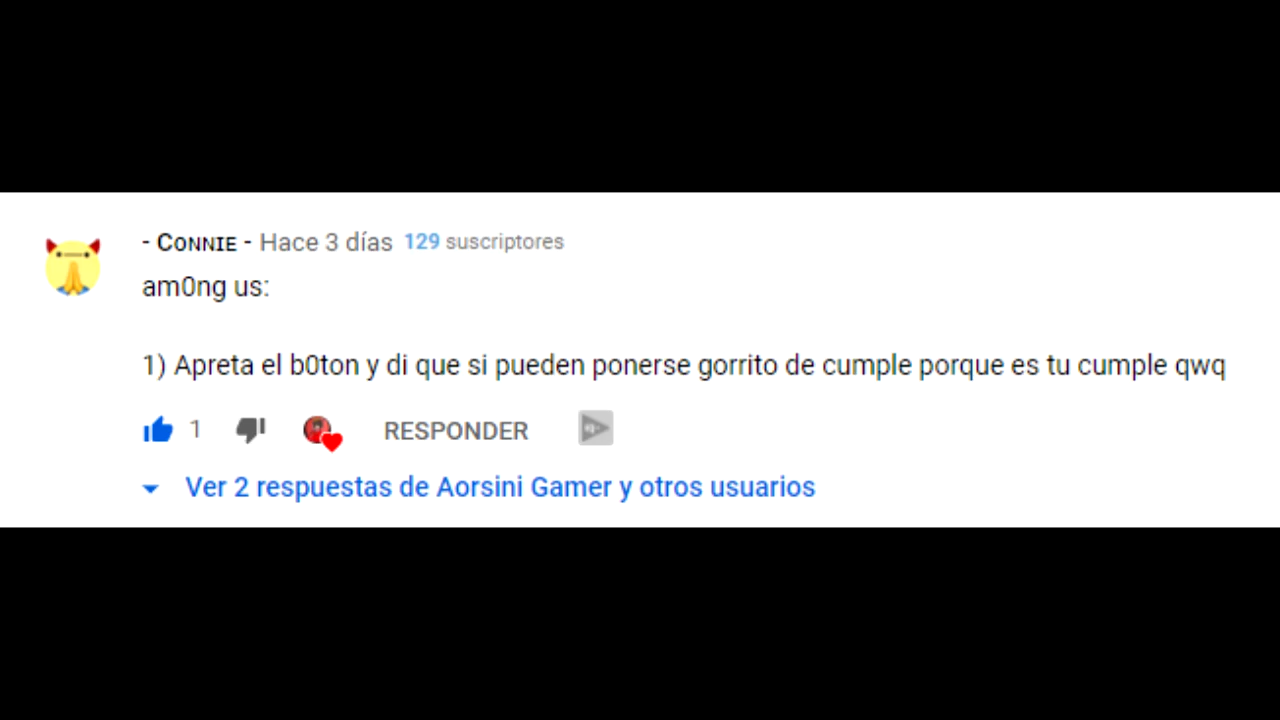 - Cᴏɴɴɪᴇ - Hace 3 días 129 suscriptores
am0ng us:
1) Apreta el b0ton y di que si pueden ponerse gorrito de cumple porque es tu cumple qwq
1 RESPONDER
Ver 2 respuestas de Aorsini Gamer y otros usuarios